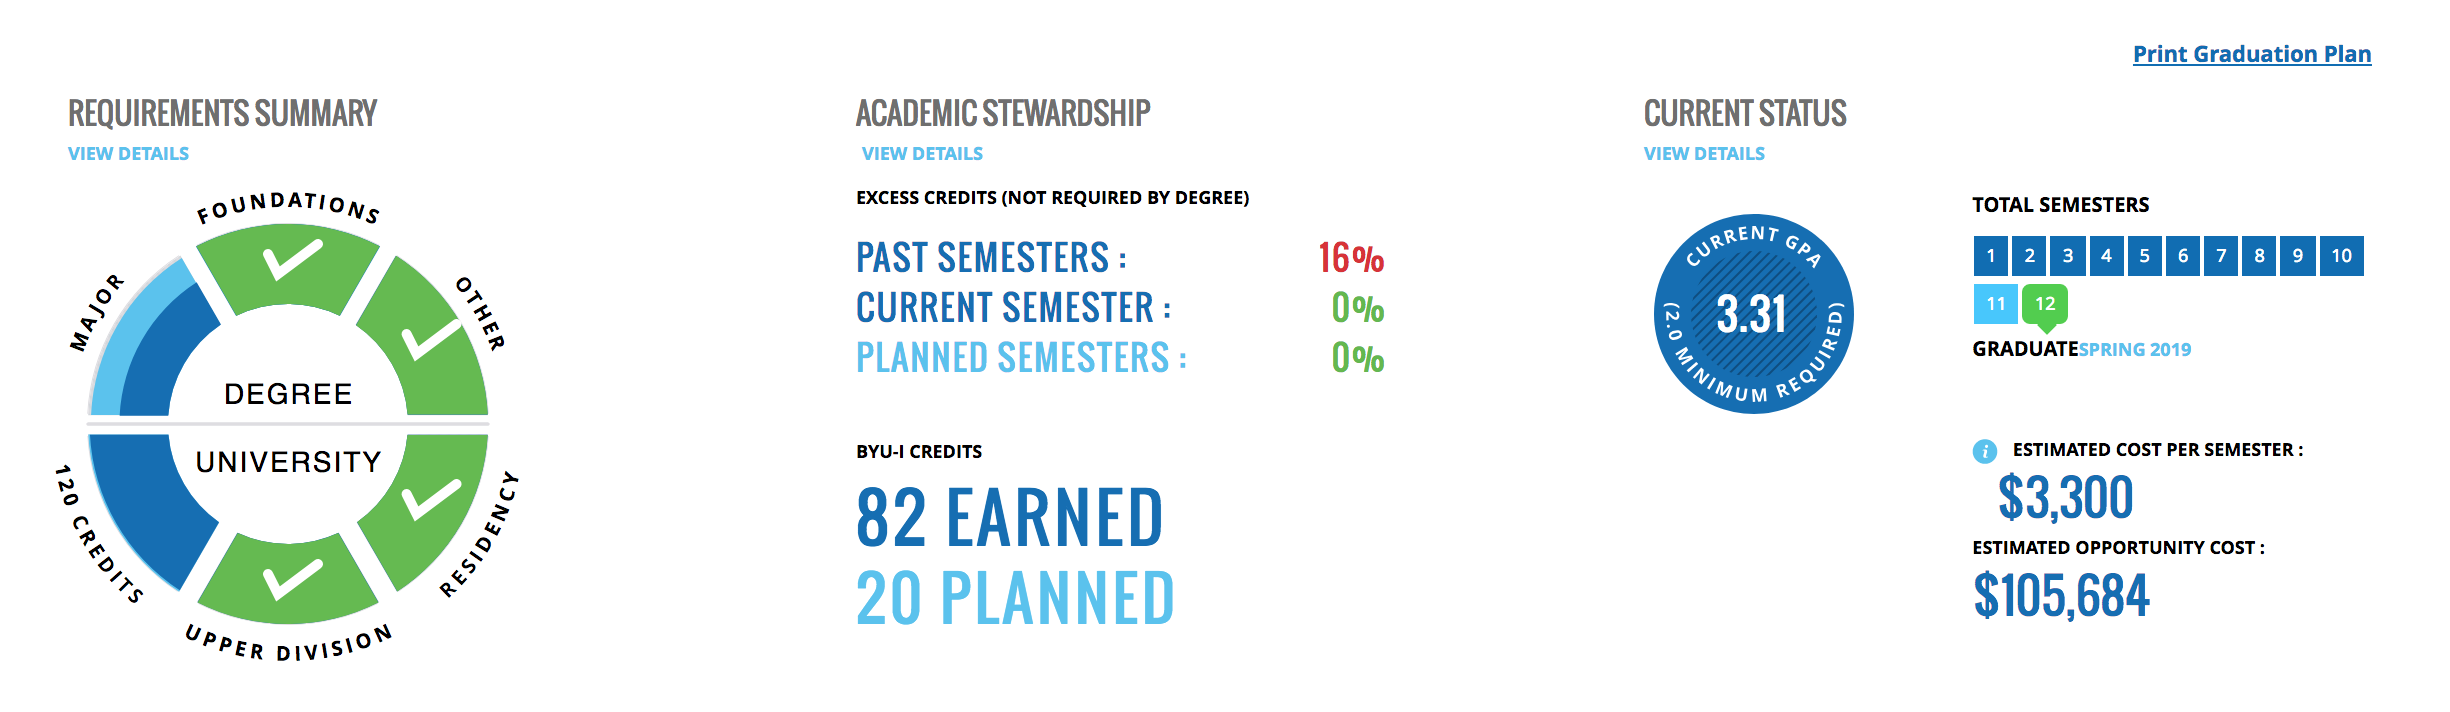 Print Graduation Plan
REQUIREMENTS SUMMARY
VIEW DETAILS
FOUNDATIONS
OTHER
MAJOR
DEGREE
UNIVERSITY
120 CREDITS
RESIDENCY
UPPER DIVISION
ACADEMIC STEWARDSHIP
VIEW DETAILS
EXCESS CREDITS (NOT REQUIRED BY DEGREE)
PAST SEMESTERS : 16%
CURRENT SEMESTER : 0%
PLANNED SEMESTERS : 0%
BYU-I CREDITS
82 EARNED
20 PLANNED
CURRENT STATUS
VIEW DETAILS
CURRENT GPA
3.31
(2.0 MINIMUM REQUIRED)
TOTAL SEMESTERS
1 2 3 4 5 6 7 8 9 10
11 12
GRADUATESPRING 2019
i ESTIMATED COST PER SEMESTER :
$3,300
ESTIMATED OPPORTUNITY COST :
$105,684